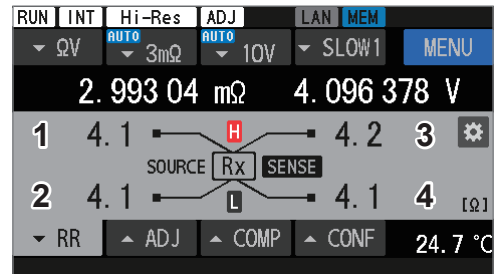 RUN INT Hi-Res ADJ LAN MEM
ΩV AUTO 3mΩ AUTO 10V SLOW1 MENU
2.993 04 mΩ 4.096 378 V
1 4.1 H 4.2 3
SOURCE Rx SENSE
2 4.1 L 4.1 4 [Ω]
RR ADJ COMP CONF 24.7 °C